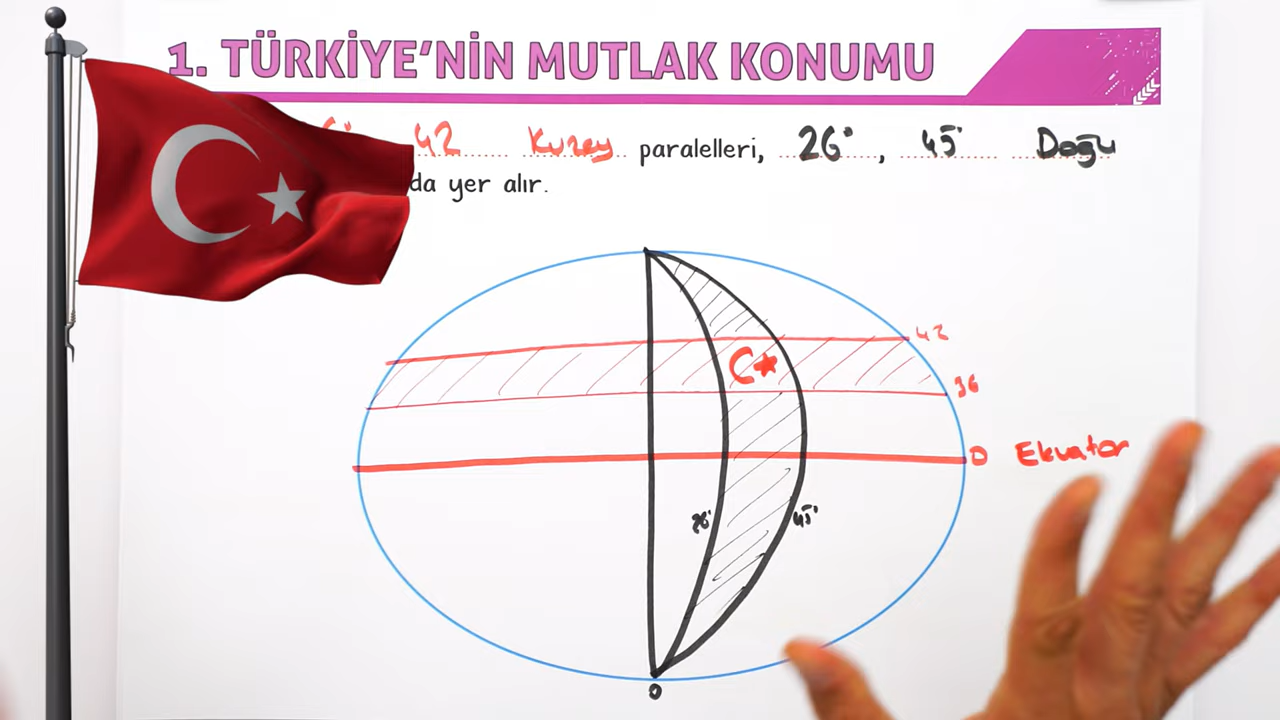 1. TÜRKİYE'NİN MUTLAK KONUMU
42 Kuzey paralelleri, 26°, 45° Doğu
da yer alır.
42
36
0 Ekvator
26° 45°
0